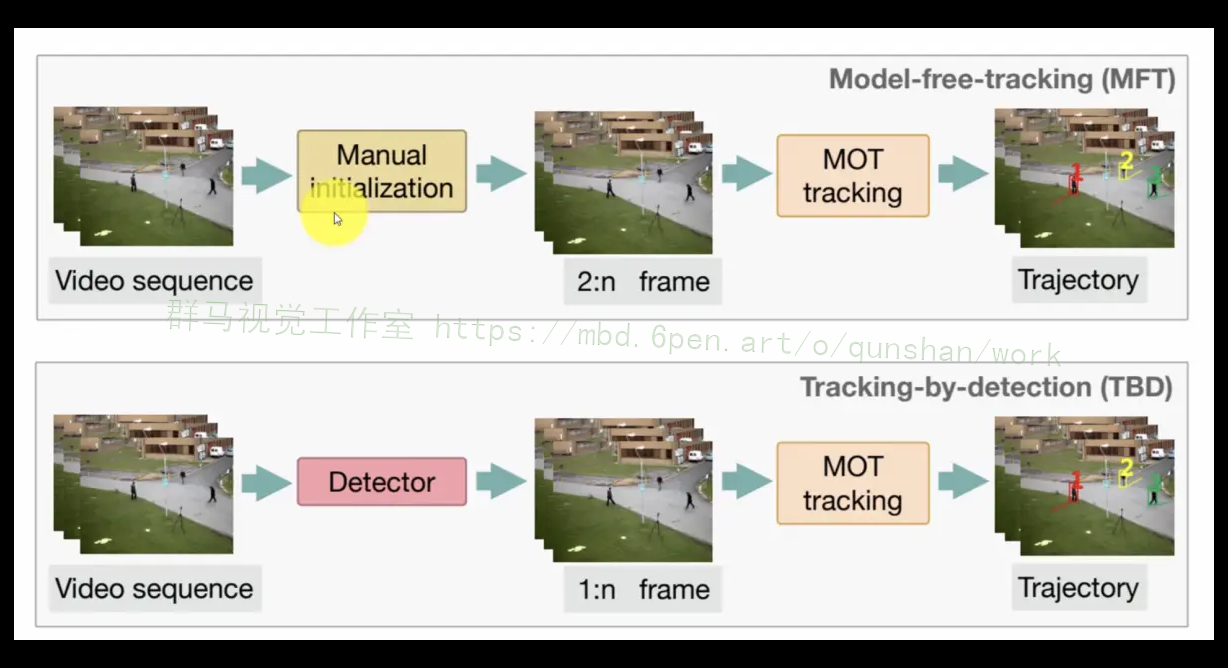 Model-free-tracking (MFT)
Manual
initialization
MOT
tracking
1 2 3
Video sequence
2:n frame
Trajectory
群马视觉工作室 https://mbd.6pen.art/o/qunshan/work
Tracking-by-detection (TBD)
Detector
MOT
tracking
1 2 3
Video sequence
1:n frame
Trajectory